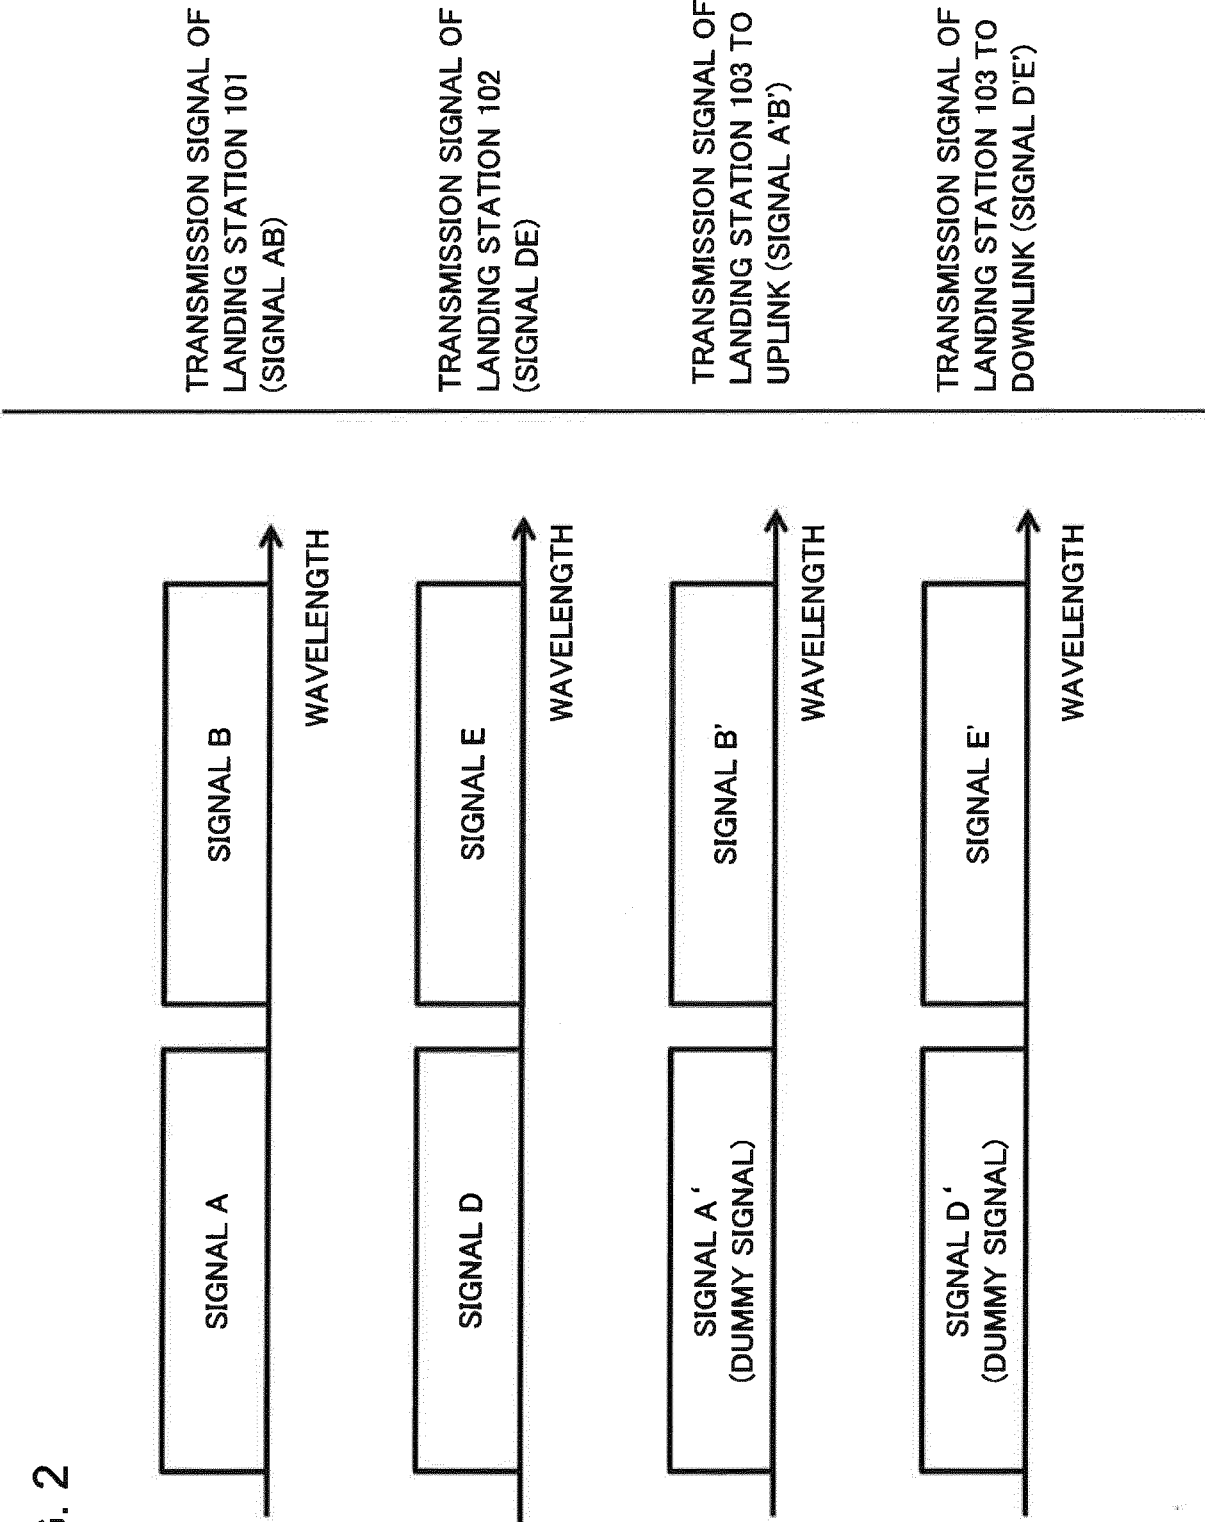 . 2
SIGNAL A
SIGNAL B
WAVELENGTH
TRANSMISSION SIGNAL OF
LANDING STATION 101
(SIGNAL AB)
SIGNAL D
SIGNAL E
WAVELENGTH
TRANSMISSION SIGNAL OF
LANDING STATION 102
(SIGNAL DE)
SIGNAL A ‘
(DUMMY SIGNAL)
SIGNAL B’
WAVELENGTH
TRANSMISSION SIGNAL OF
LANDING STATION 103 TO
UPLINK (SIGNAL A'B')
SIGNAL D ‘
(DUMMY SIGNAL)
SIGNAL E’
WAVELENGTH
TRANSMISSION SIGNAL OF
LANDING STATION 103 TO
DOWNLINK (SIGNAL D'E')